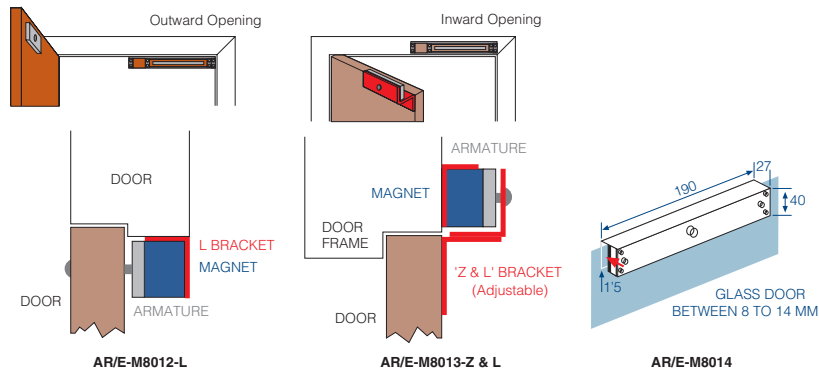 Outward Opening
Inward Opening
DOOR
L BRACKET
MAGNET
DOOR
ARMATURE
AR/E-M8012-L
ARMATURE
MAGNET
DOOR
FRAME
'Z & L' BRACKET
(Adjustable)
DOOR
AR/E-M8013-Z & L
190
27
40
1'5
GLASS DOOR
BETWEEN 8 TO 14 MM
AR/E-M8014